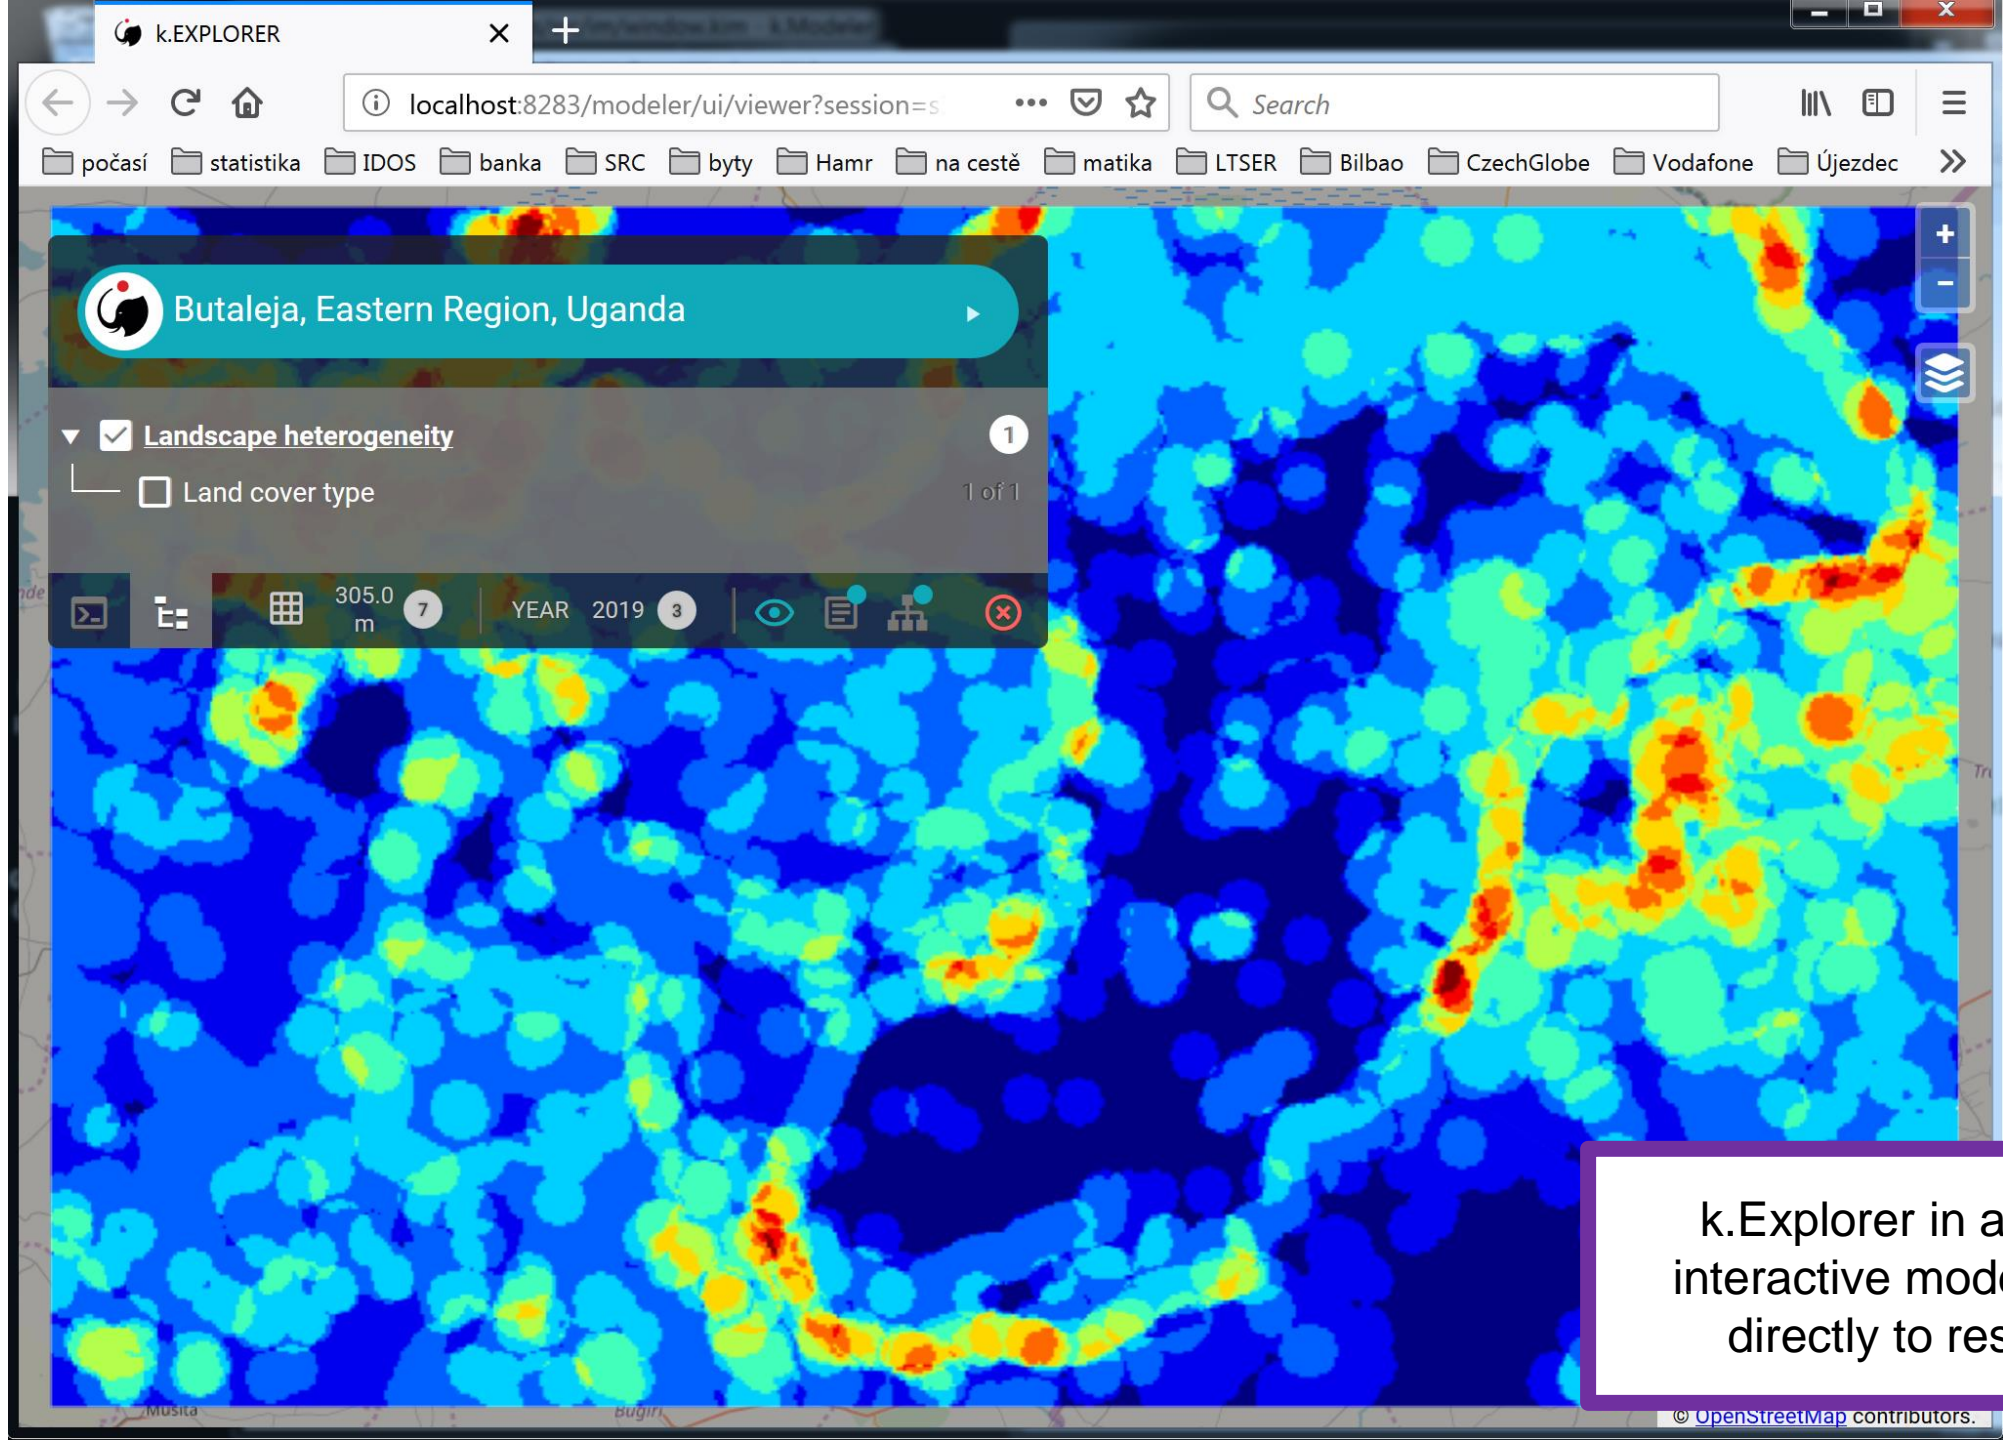 k.EXPLORER
localhost:8283/modeler/ui/viewer?session=s
Search
počasí statistika IDOS banka SRC byty Hamr na cestě matika LTSER Bilbao CzechGlobe Vodafone Újezdec
Butaleja, Eastern Region, Uganda
Landscape heterogeneity 1
Land cover type 1 of 1
305.0 m 7 YEAR 2019 3
k.Explorer in a
interactive mod
directly to res
Musita
Bugiri
© OpenStreetMap contributors.